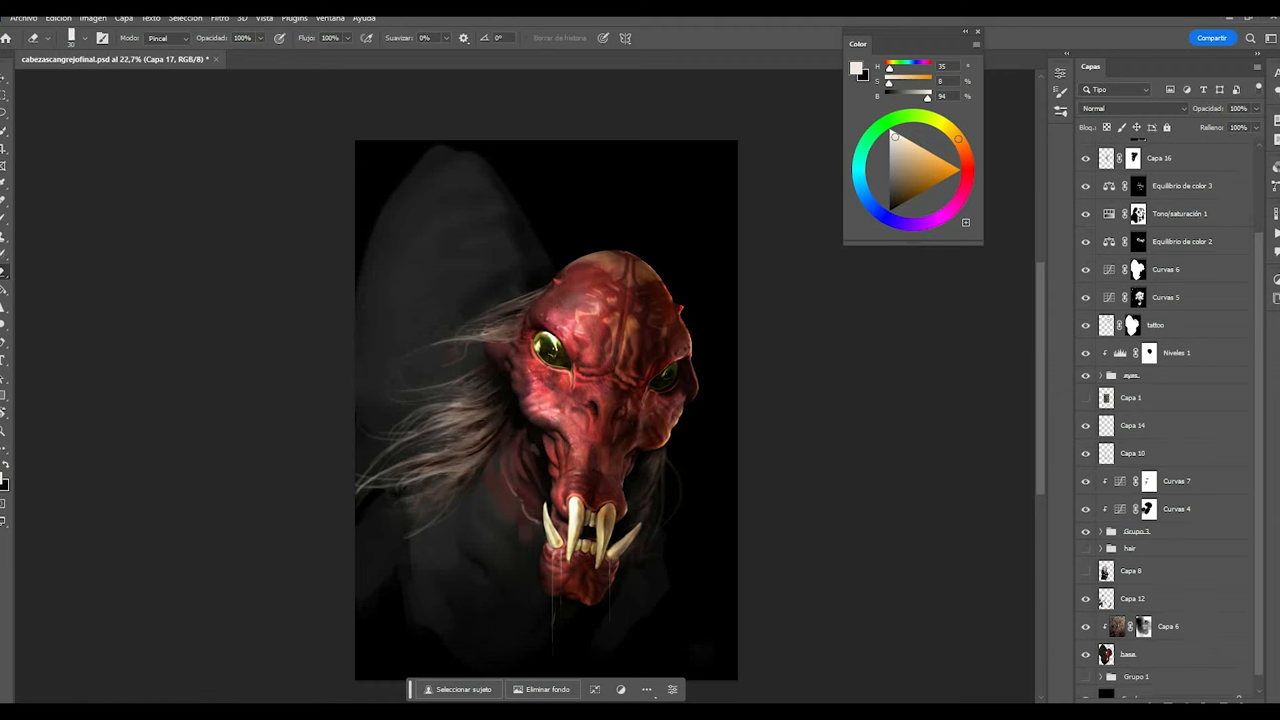 Archivo Edición Imagen Capa Texto Selección Filtro 3D Vista Plugins Ventana Ayuda
30 Modo: Pincel Opacidad: 100% Flujo: 100% Suavizar: 0% 0° Borrar de historia Compartir
cabezascangrejofinal.psd al 22,7% (Capa 17, RGB/8) *
Color
H 35 °
S 8 %
B 94 %
Capas
Tipo
Normal Opacidad: 100%
Bloq.: Relleno: 100%
Capa 16
Equilibrio de color 3
Tono/saturación 1
Equilibrio de color 2
Curvas 6
Curvas 5
tattoo
Niveles 1
eyes
Capa 1
Capa 14
Capa 10
Curvas 7
Curvas 4
Grupo 3
hair
Capa 8
Capa 12
Capa 6
base
Grupo 1
Seleccionar sujeto Eliminar fondo